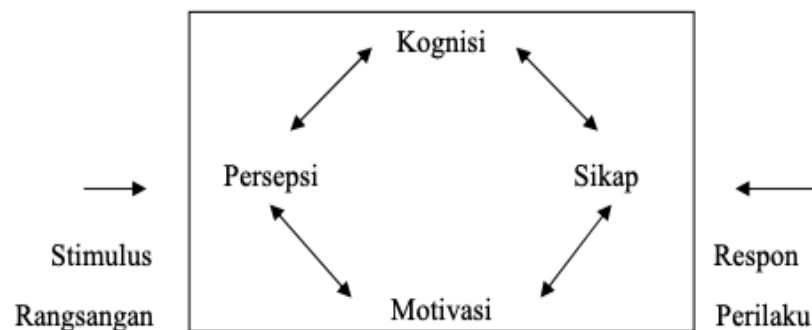 Kognisi
Persepsi
Sikap
Stimulus
Respon
Rangsangan
Motivasi
Perilaku